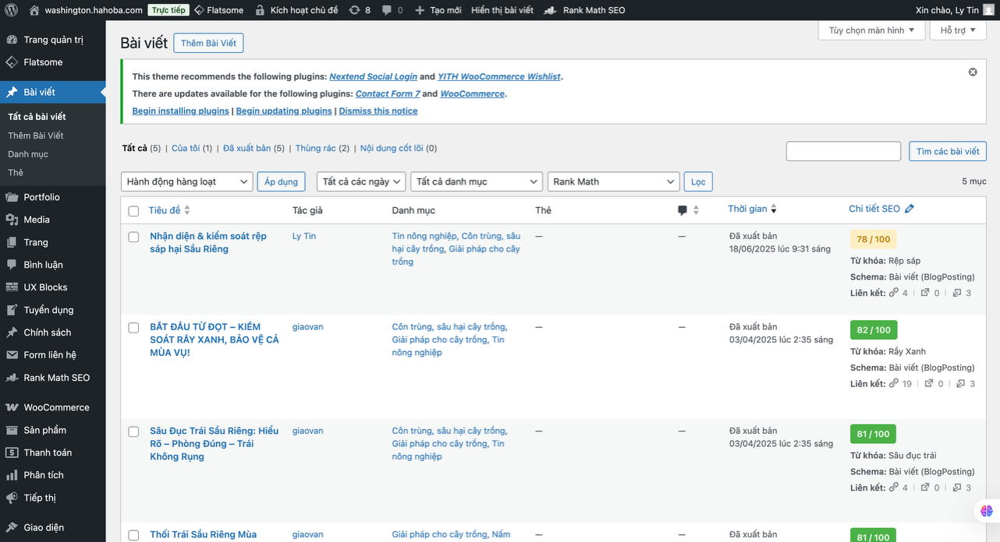 washington.hahoba.com Trực tiếp Flatsome Kích hoạt chủ đề 8 0 Tạo mới Hiển thị bài viết Rank Math SEO Xin chào, Ly Tin
Trang quản trị
Flatsome
Bài viết
Tất cả bài viết
Thêm Bài Viết
Danh mục
Thẻ
Portfolio
Media
Trang
Bình luận
UX Blocks
Tuyển dụng
Chính sách
Form liên hệ
Rank Math SEO
WooCommerce
Sản phẩm
Thanh toán
Phân tích
Tiếp thị
Giao diện
Tùy chọn màn hình Hỗ trợ
Bài viết Thêm Bài Viết
This theme recommends the following plugins: Nextend Social Login and YITH WooCommerce Wishlist.
There are updates available for the following plugins: Contact Form 7 and WooCommerce.
Begin installing plugins | Begin updating plugins | Dismiss this notice
Tất cả (5) | Của tôi (1) | Đã xuất bản (5) | Thùng rác (2) | Nội dung cốt lõi (0)
Tìm các bài viết
Hành động hàng loạt Áp dụng Tất cả các ngày Tất cả danh mục Rank Math Lọc 5 mục
Tiêu đề Tác giả Danh mục Thẻ Thời gian Chi tiết SEO
Nhận diện & kiểm soát rệp
sáp hại Sầu Riêng
Ly Tin
Tin nông nghiệp, Côn trùng, sâu
hại cây trồng, Giải pháp cho cây
trồng
—
—
Đã xuất bản
18/06/2025 lúc 9:31 sáng
78 / 100
Từ khóa: Rệp sáp
Schema: Bài viết (BlogPosting)
Liên kết: 4 | 0 | 3
BẮT ĐẦU TỪ ĐỌT – KIỂM
SOÁT RẦY XANH, BẢO VỆ CẢ
MÙA VỤ!
giaovan
Côn trùng, sâu hại cây trồng,
Giải pháp cho cây trồng, Tin
nông nghiệp
—
—
Đã xuất bản
03/04/2025 lúc 2:35 sáng
82 / 100
Từ khóa: Rầy Xanh
Schema: Bài viết (BlogPosting)
Liên kết: 19 | 0 | 3
Sâu Đục Trái Sầu Riêng: Hiểu
Rõ – Phòng Đúng – Trái
Không Rụng
giaovan
Côn trùng, sâu hại cây trồng,
Giải pháp cho cây trồng, Tin
nông nghiệp
—
—
Đã xuất bản
03/04/2025 lúc 2:35 sáng
81 / 100
Từ khóa: Sâu đục trái
Schema: Bài viết (BlogPosting)
Liên kết: 4 | 0 | 3
Thối Trái Sầu Riêng Mùa
giaovan
Giải pháp cho cây trồng, Nấm
—
—
Đã xuất bản
81 / 100